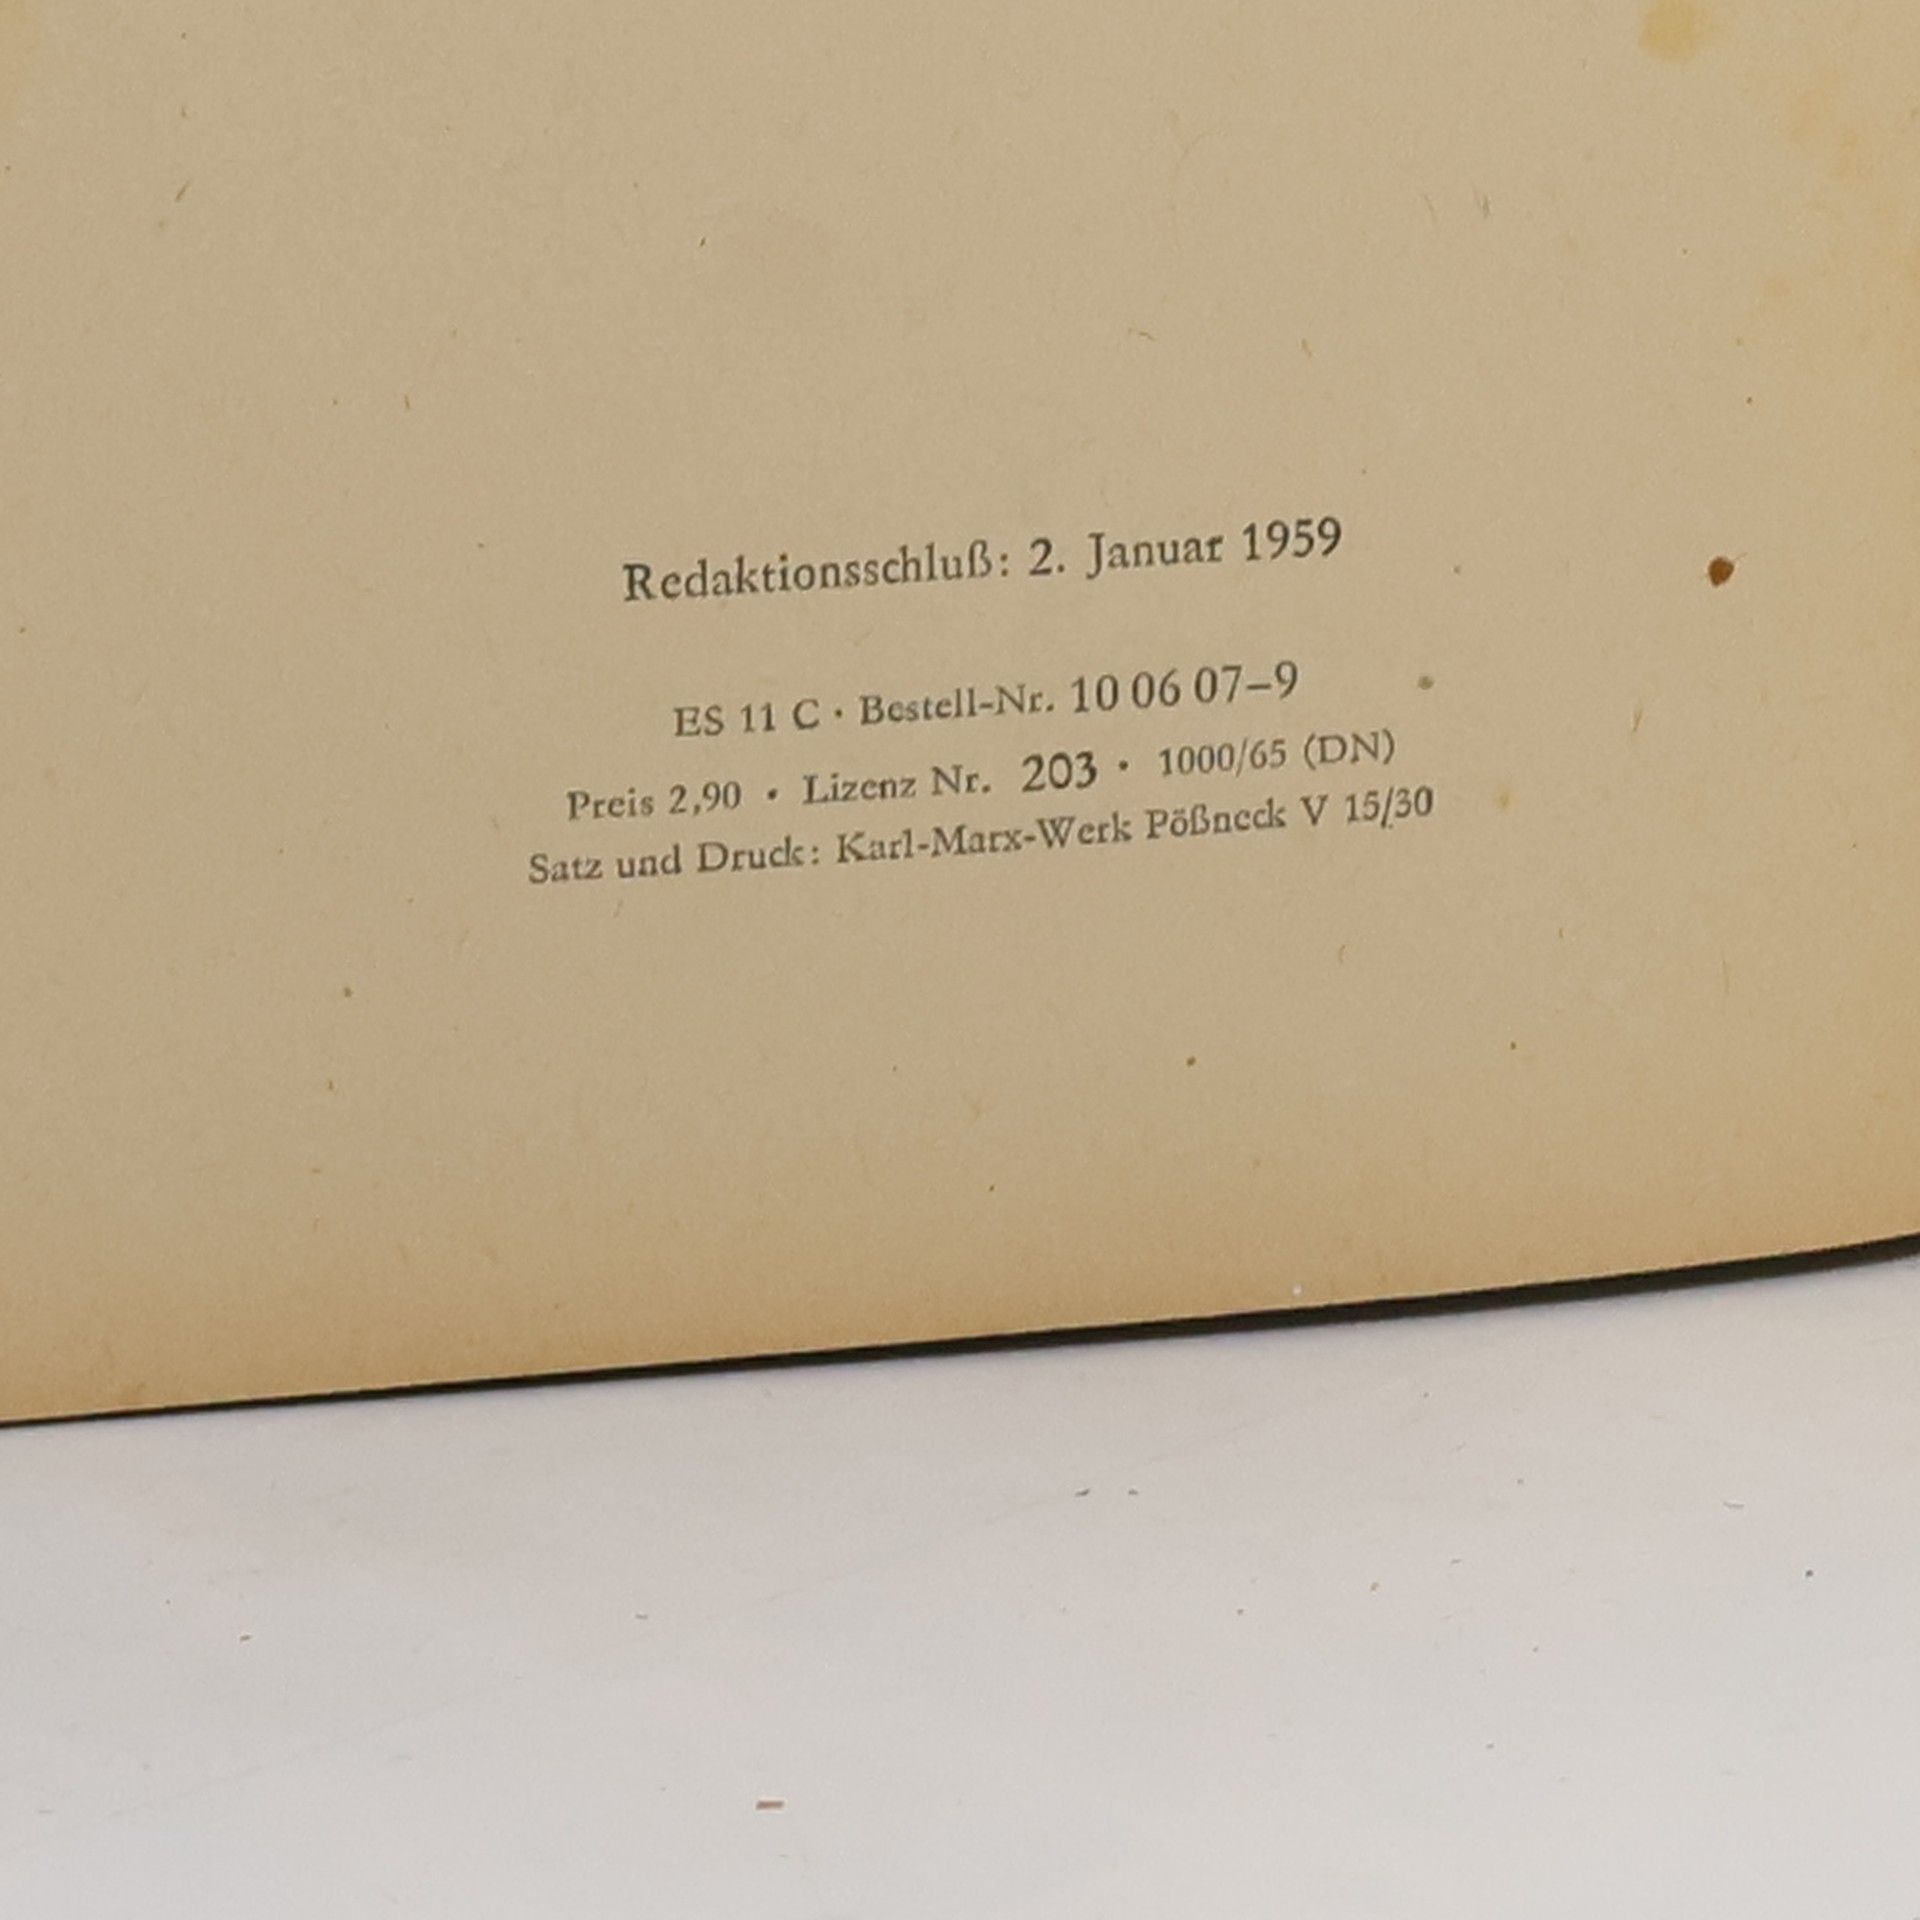 Redaktionsschluß: 2. Januar 1959
ES 11 C · Bestell-Nr. 10 06 07–9
Preis 2,90 · Lizenz Nr. 203 · 1000/65 (DN)
Satz und Druck: Karl-Marx-Werk Pößneck V 15/30